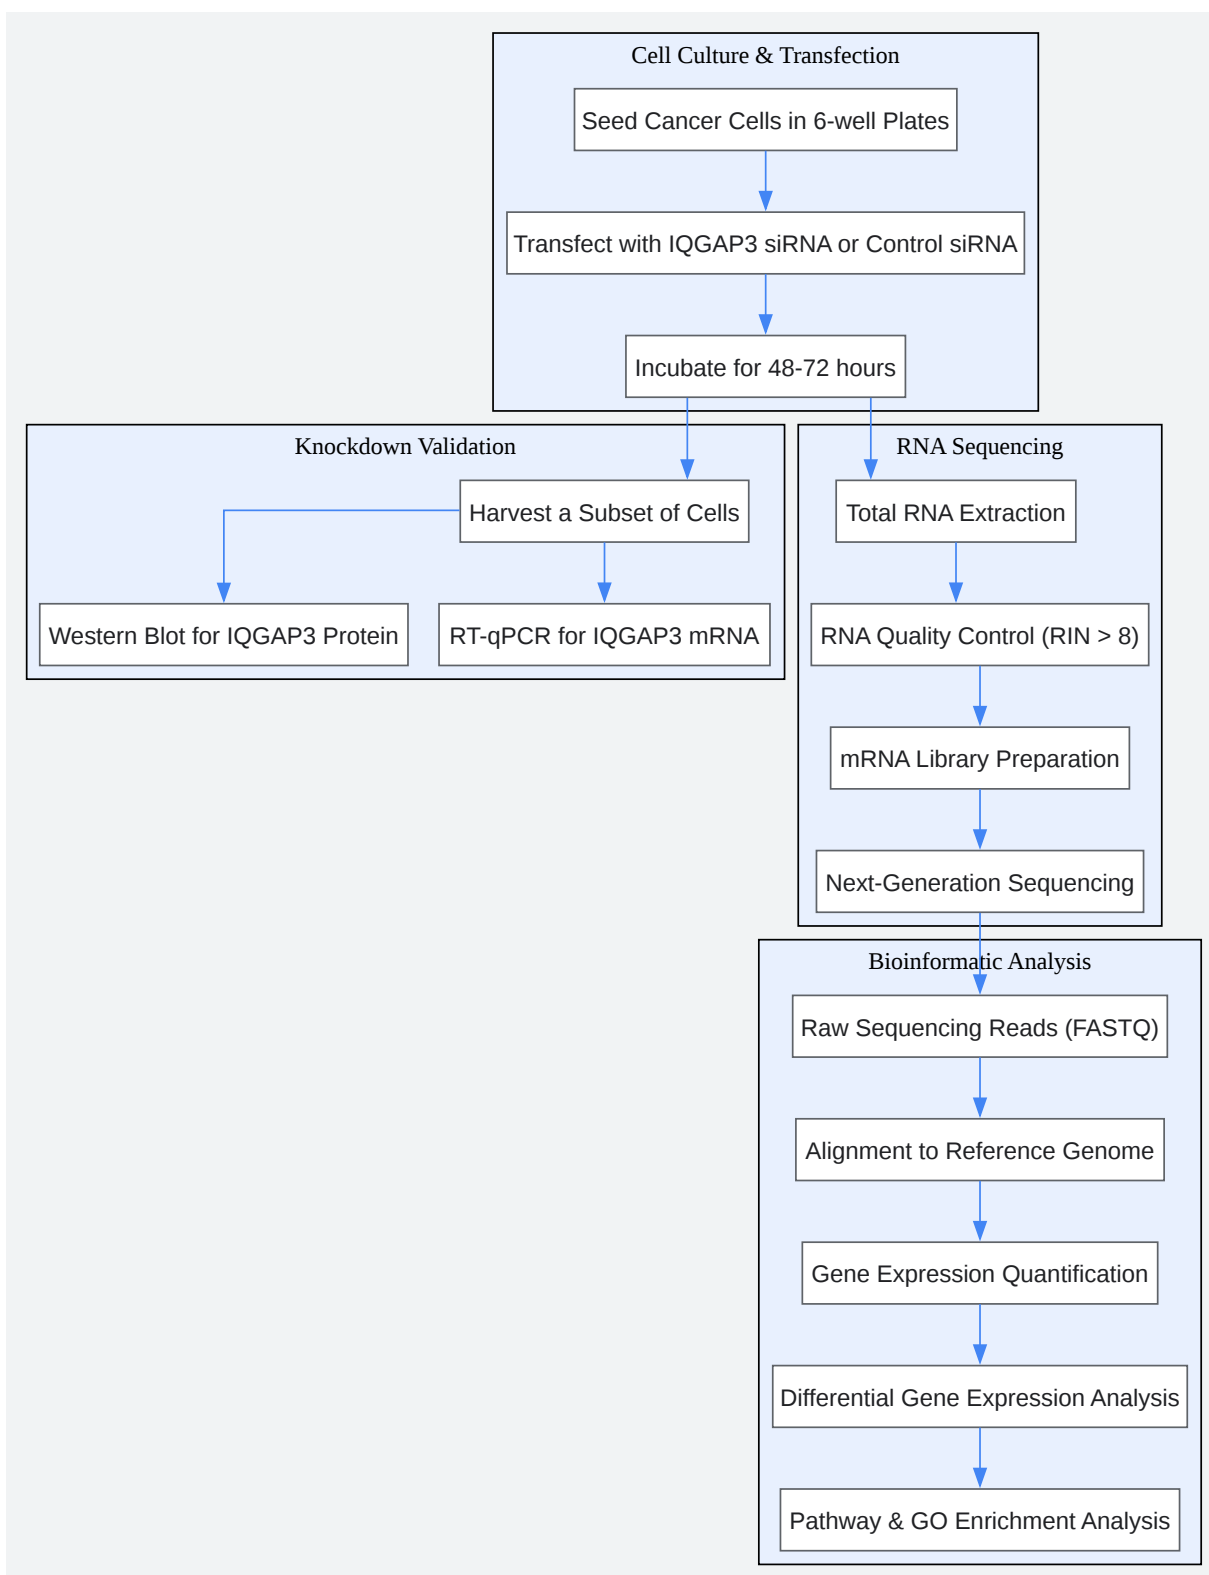 Cell Culture & Transfection
Seed Cancer Cells in 6-well Plates
Transfect with IQGAP3 siRNA or Control siRNA
Incubate for 48-72 hours
Knockdown Validation
Harvest a Subset of Cells
Western Blot for IQGAP3 Protein
RT-qPCR for IQGAP3 mRNA
RNA Sequencing
Total RNA Extraction
RNA Quality Control (RIN > 8)
mRNA Library Preparation
Next-Generation Sequencing
Bioinformatic Analysis
Raw Sequencing Reads (FASTQ)
Alignment to Reference Genome
Gene Expression Quantification
Differential Gene Expression Analysis
Pathway & GO Enrichment Analysis